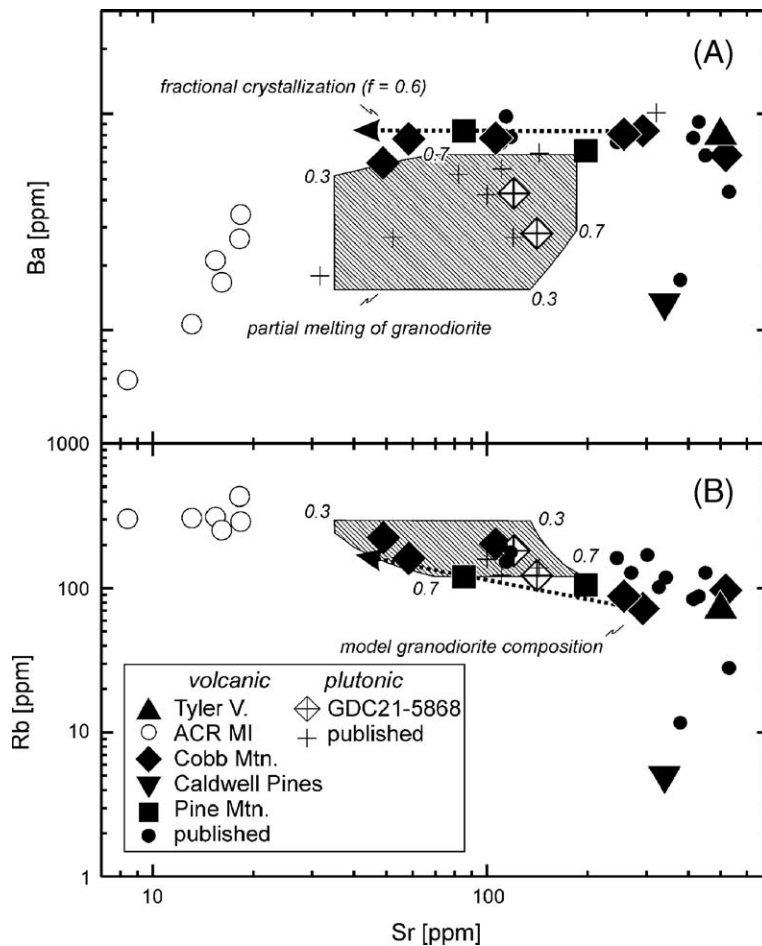 (A)
fractional crystallization (f = 0.6)
0.7
0.3
0.7
0.3
partial melting of granodiorite
Ba [ppm]
1000
(B)
0.3
0.3
0.7
0.7
100
model granodiorite composition
Rb [ppm]
volcanic plutonic
Tyler V. GDC21-5868
ACR MI published
Cobb Mtn.
Caldwell Pines
Pine Mtn.
published
10
1
10 100
Sr [ppm]